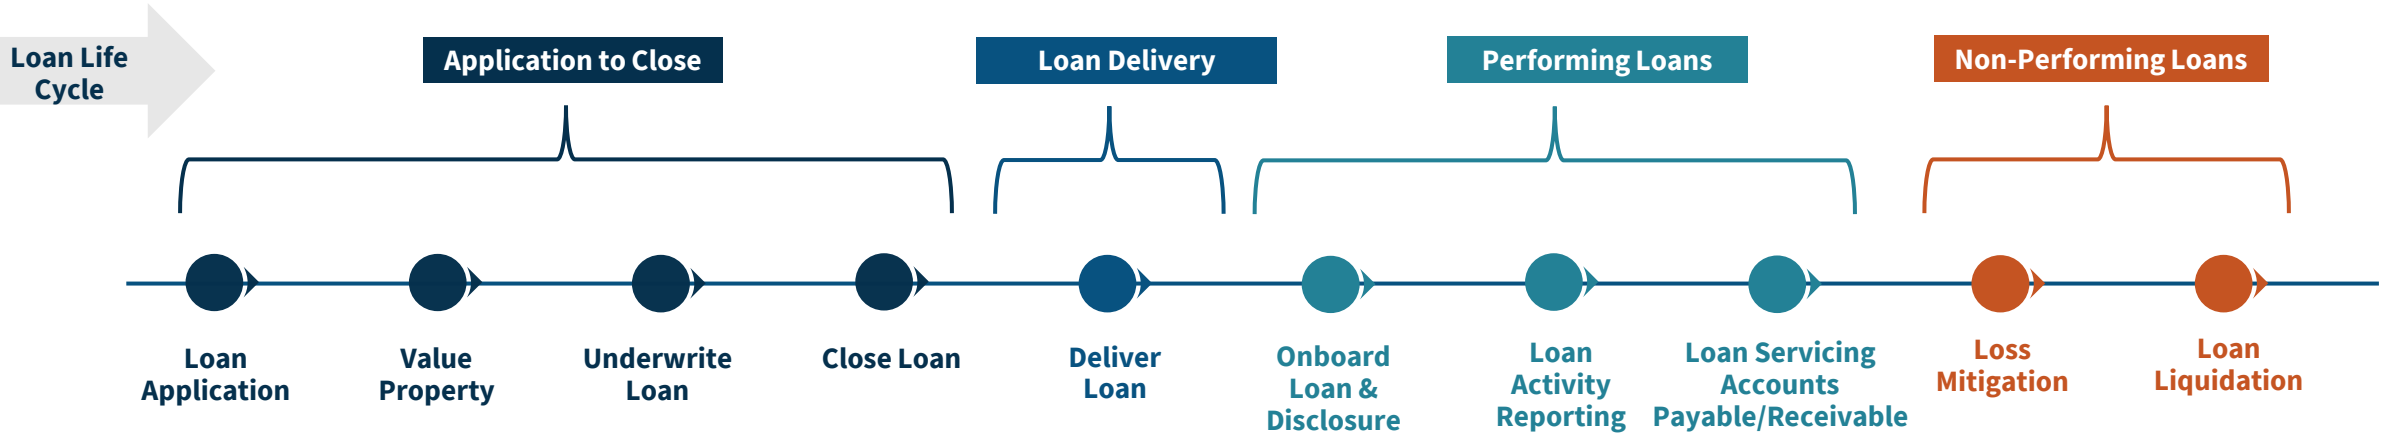 Loan Life
Cycle
Application to Close
Loan Delivery
Performing Loans
Non-Performing Loans
Loan
Application
Value
Property
Underwrite
Loan
Close Loan
Deliver
Loan
Onboard
Loan &
Disclosure
Loan
Activity
Reporting
Loan Servicing
Accounts
Payable/Receivable
Loss
Mitigation
Loan
Liquidation